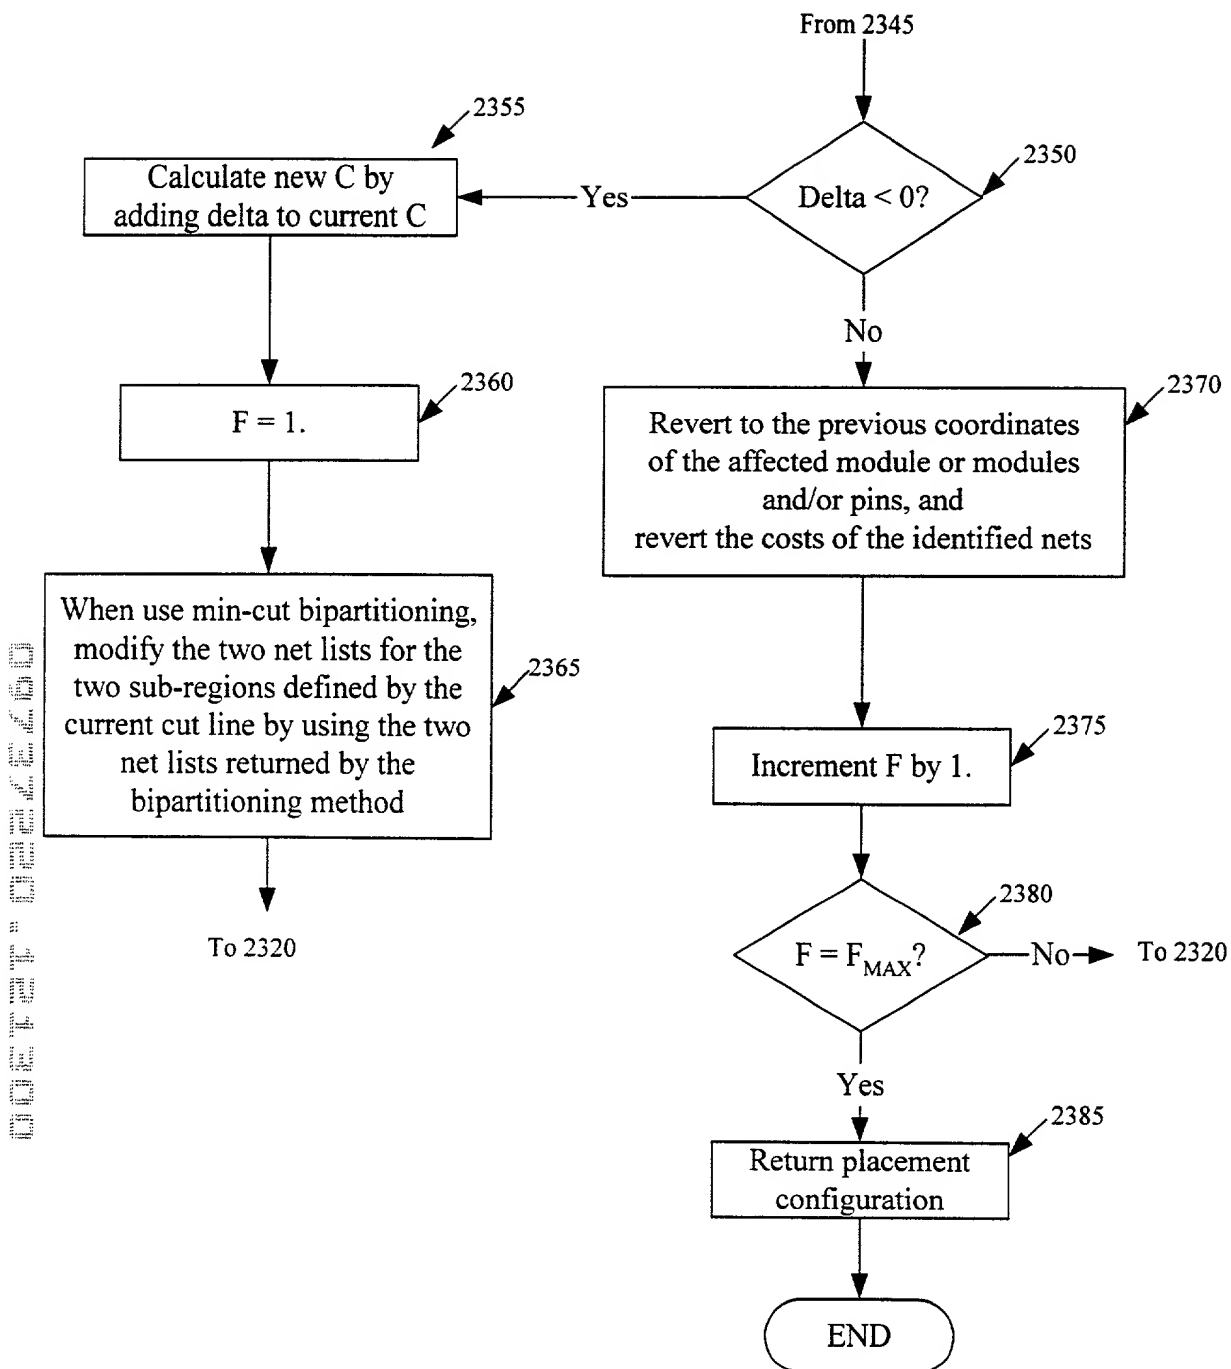 From 2345
2355
2350
Calculate new C by
adding delta to current C
Yes
Delta < 0?
No
2360
F = 1.
2370
Revert to the previous coordinates
of the affected module or modules
and/or pins, and
revert the costs of the identified nets
2365
When use min-cut bipartitioning,
modify the two net lists for the
two sub-regions defined by the
current cut line by using the two
net lists returned by the
bipartitioning method
2375
Increment F by 1.
To 2320
2380
F = FMAX?
No
To 2320
Yes
2385
Return placement
configuration
END